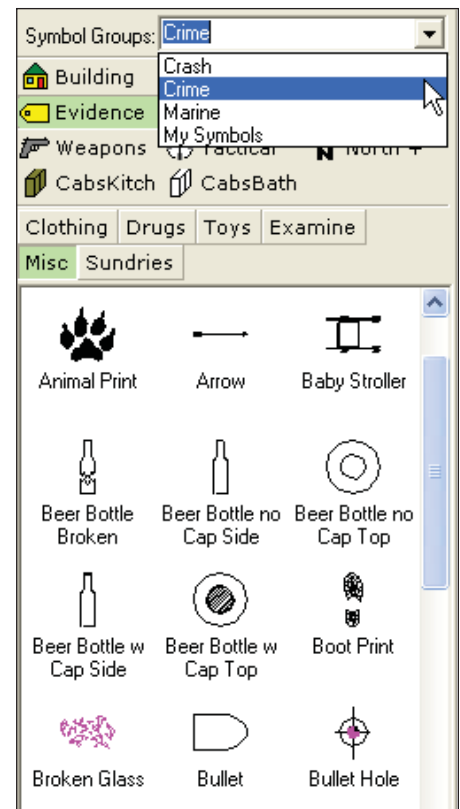 Symbol Groups: Crime
Crash
Crime
Marine
My Symbols
Building
Evidence
Weapons Tactical N North
CabsKitch CabsBath
Clothing Drugs Toys Examine
Misc Sundries
Animal Print Arrow Baby Stroller
Beer Bottle Beer Bottle no Beer Bottle no
Broken Cap Side Cap Top
Beer Bottle w Beer Bottle w Boot Print
Cap Side Cap Top
Broken Glass Bullet Bullet Hole